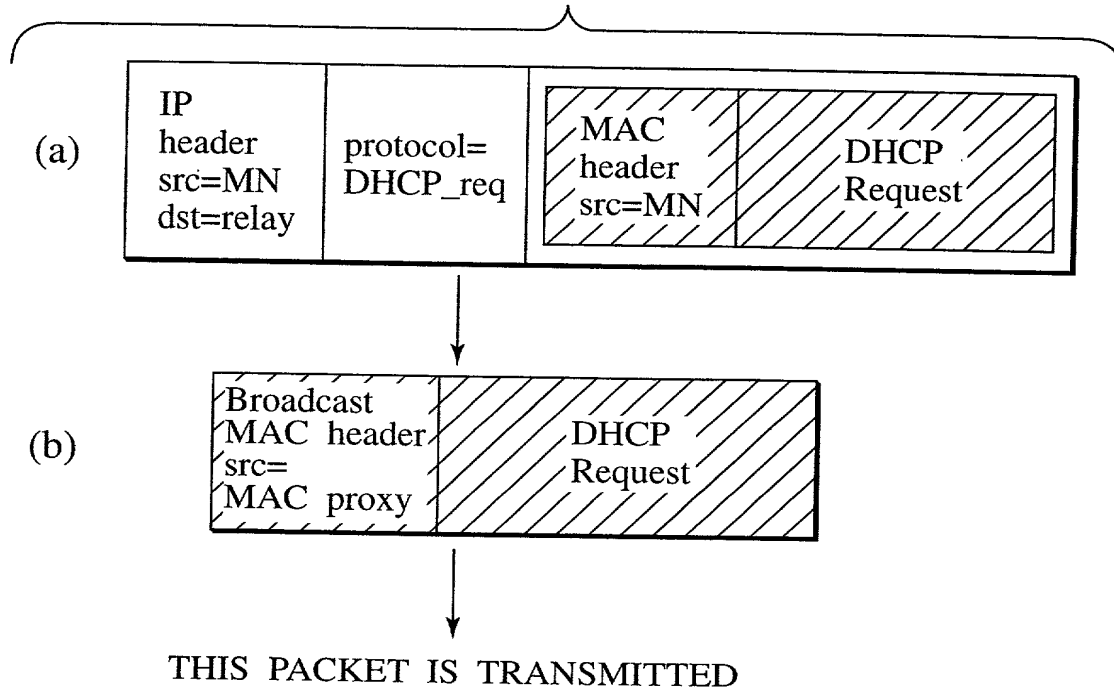 (a)
IP
header
src=MN
dst=relay
protocol=
DHCP_req
MAC
header
src=MN
DHCP
Request
(b)
Broadcast
MAC header
src=
MAC proxy
DHCP
Request
THIS PACKET IS TRANSMITTED